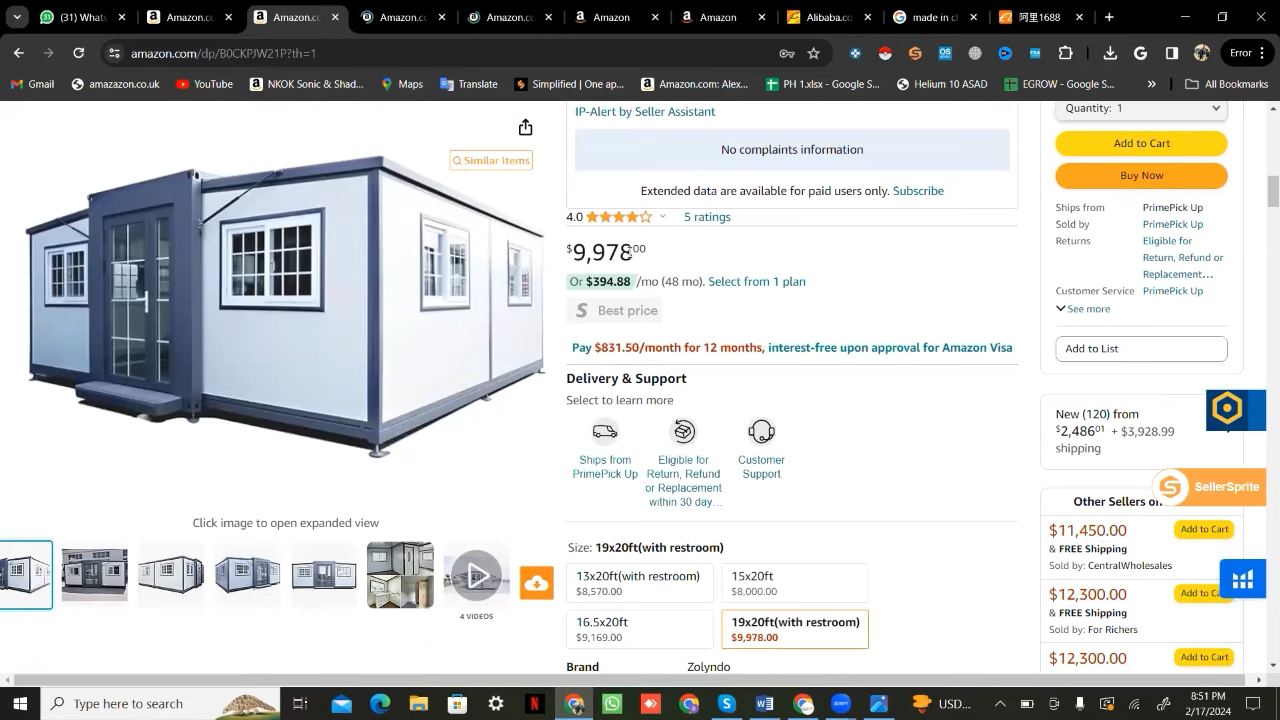 (31) Whats
Amazon.c
Amazon.c
Amazon.c
Amazon.c
Amazon
Amazon
Alibaba.co
made in c
阿里1688
amazon.com/dp/B0CKPJW21P?th=1
Error
Gmail
amazazon.co.uk
YouTube
NKOK Sonic & Shad...
Maps
Translate
Simplified | One ap...
Amazon.com: Alex...
PH 1.xlsx - Google S...
Helium 10 ASAD
EGROW - Google S...
All Bookmarks
Similar Items
Click image to open expanded view
4 VIDEOS
IP-Alert by Seller Assistant
No complaints information
Extended data are available for paid users only. Subscribe
4.0 5 ratings
$9,978.00
Or $394.88 /mo (48 mo). Select from 1 plan
S Best price
Pay $831.50/month for 12 months, interest-free upon approval for Amazon Visa
Delivery & Support
Select to learn more
Ships from
PrimePick Up
Eligible for
Return, Refund
or Replacement
within 30 day...
Customer
Support
Size: 19x20ft(with restroom)
13x20ft(with restroom)
$8,570.00
15x20ft
$8,000.00
16.5x20ft
$9,169.00
19x20ft(with restroom)
$9,978.00
Brand Zolyndo
Quantity: 1
Add to Cart
Buy Now
Ships from PrimePick Up
Sold by PrimePick Up
Returns Eligible for
Return, Refund or
Replacement...
Customer Service PrimePick Up
See more
Add to List
New (120) from
$2,486.01 + $3,928.99
shipping
SellerSprite
Other Sellers o
$11,450.00 Add to Cart
& FREE Shipping
Sold by: CentralWholesales
$12,300.00 Add to
& FREE Shipping
Sold by: For Richers
$12,300.00 Add to Cart
Type here to search
USD...
8:51 PM
2/17/2024